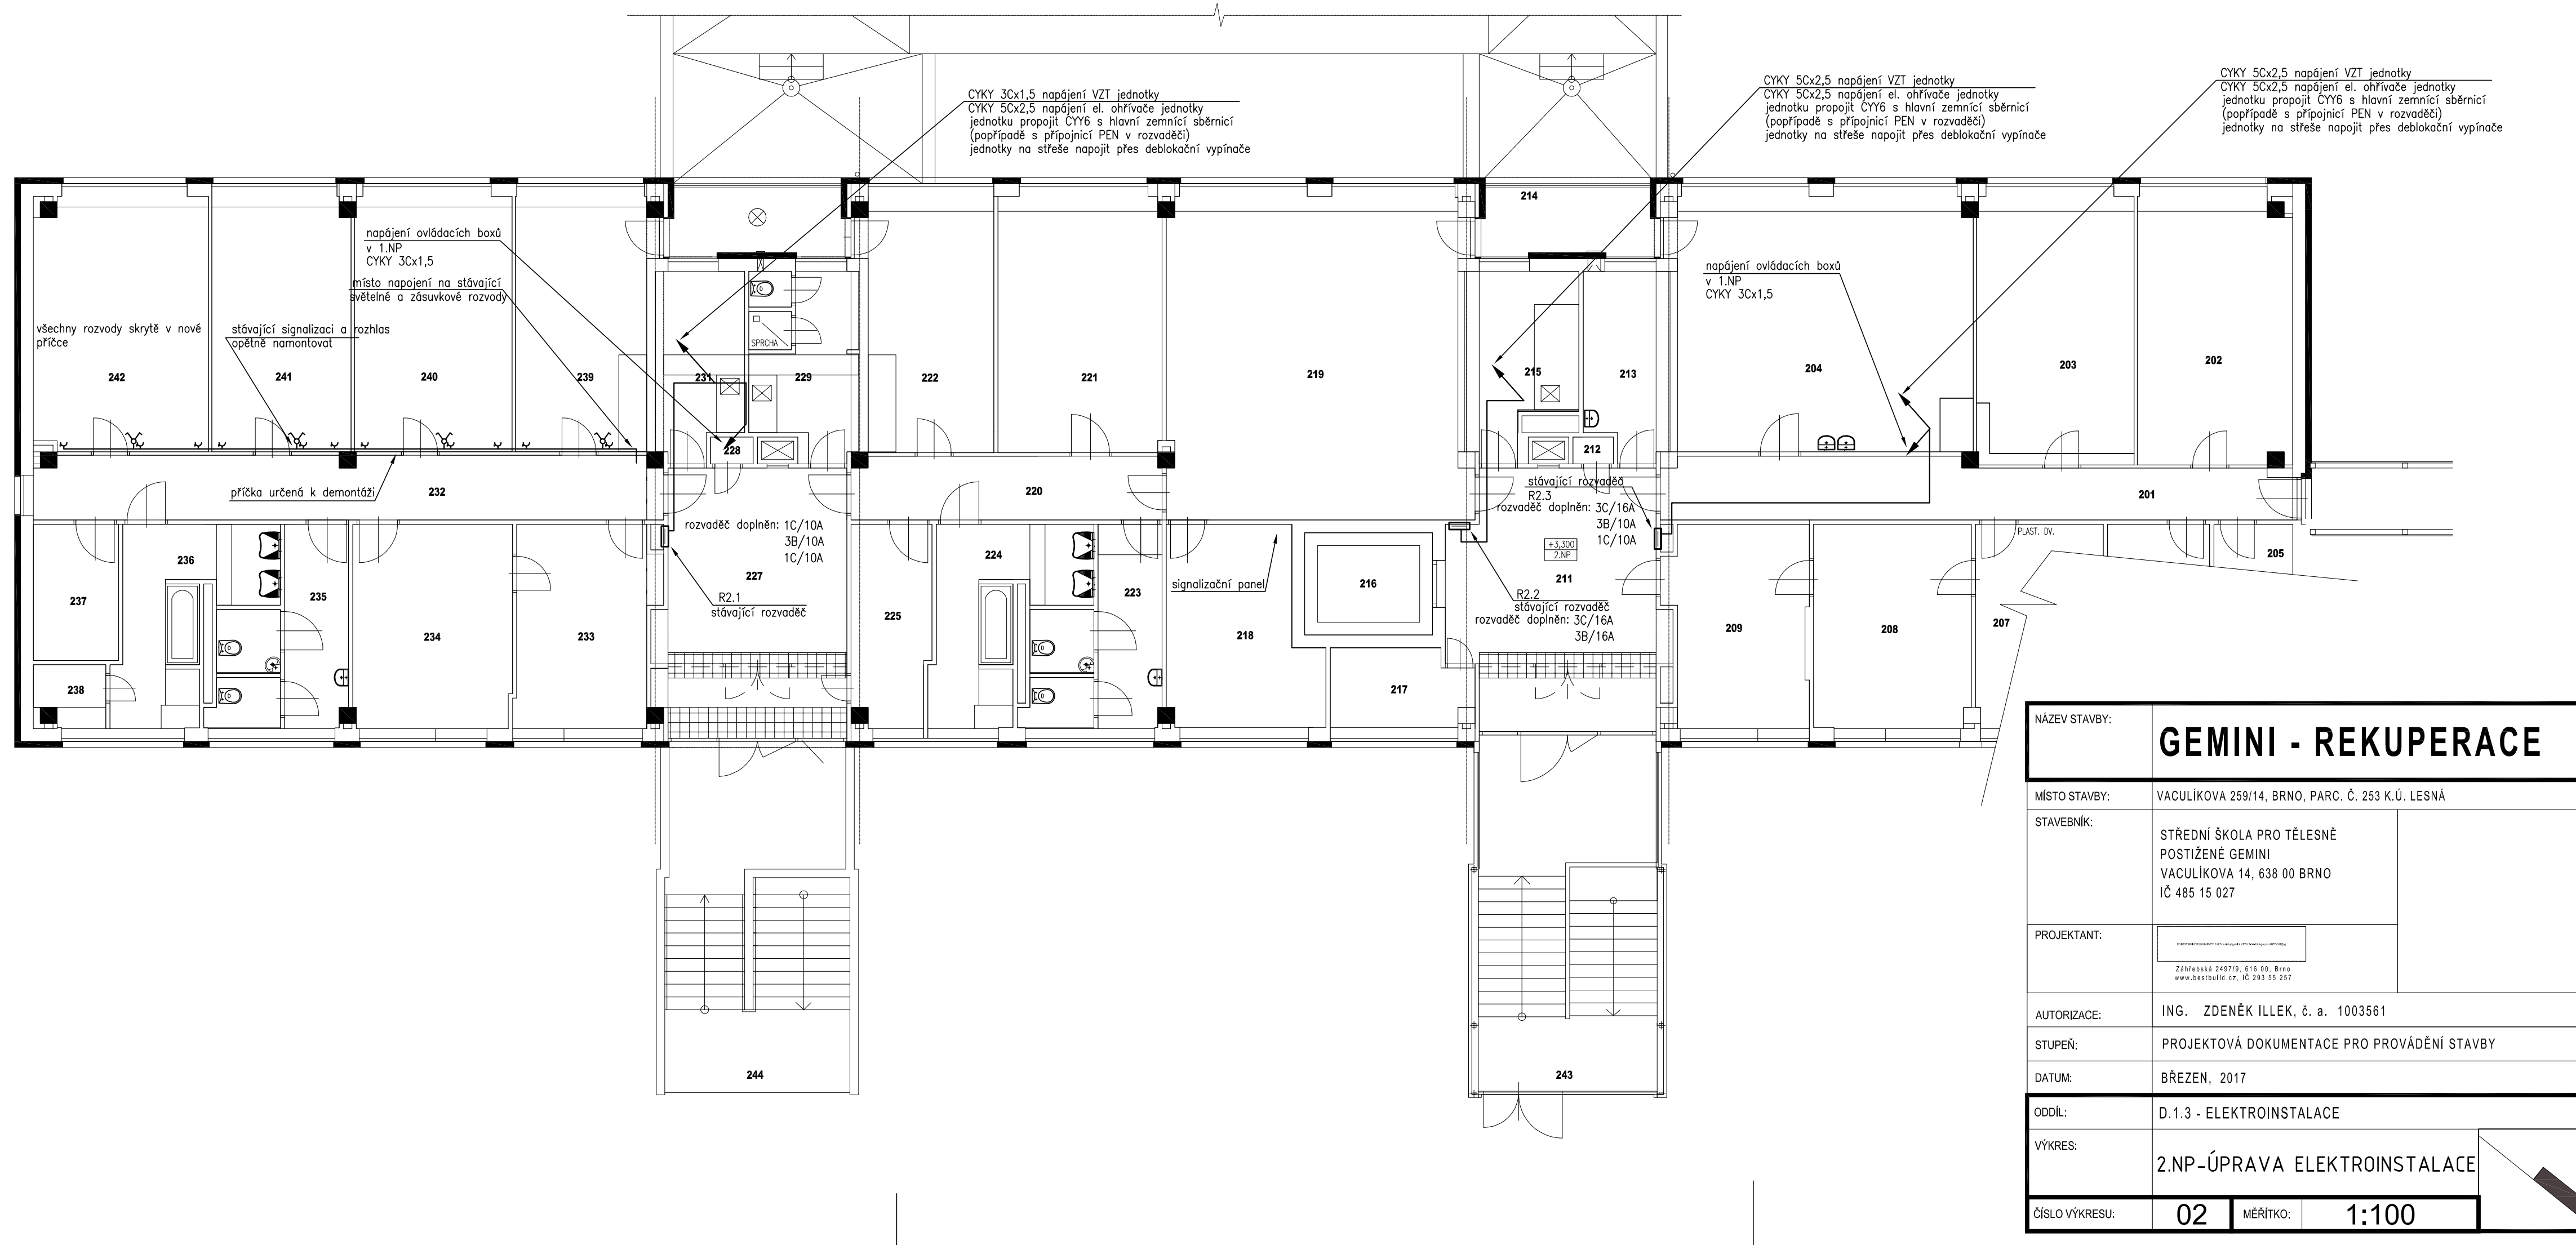 CYKY 3Cx1,5 napájení VZT jednotky
CYKY 5Cx2,5 napájení el. ohřívače jednotky
jednotku propojit CYY6 s hlavní zemnící sběrnicí
(popřípadě s přípojnicí PEN v rozvaděči)
jednotky na střeše napojit přes deblokační vypínače
CYKY 5Cx2,5 napájení VZT jednotky
CYKY 5Cx2,5 napájení el. ohřívače jednotky
jednotku propojit CYY6 s hlavní zemnící sběrnicí
(popřípadě s přípojnicí PEN v rozvaděči)
jednotky na střeše napojit přes deblokační vypínače
CYKY 5Cx2,5 napájení VZT jednotky
CYKY 5Cx2,5 napájení el. ohřívače jednotky
jednotku propojit CYY6 s hlavní zemnící sběrnicí
(popřípadě s přípojnicí PEN v rozvaděči)
jednotky na střeše napojit přes deblokační vypínače
214
napájení ovládacích boxů
v 1.NP
CYKY 3Cx1,5
místo napojení na stávající
světelné a zásuvkové rozvody
napájení ovládacích boxů
v 1.NP
CYKY 3Cx1,5
všechny rozvody skrytě v nové
příčce
stávající signalizaci a rozhlas
opětně namontovat
SPRCHA
242
241
240
239
231
229
222
221
219
215
213
204
203
202
228
212
příčka určená k demontáži
232
220
201
stávající rozvaděč
R2.3
rozvaděč doplněn: 3C/16A
3B/10A
1C/10A
rozvaděč doplněn: 1C/10A
3B/10A
1C/10A
+3,300
2.NP
PLAST. DV.
236
224
205
237
235
227
223
signalizační panel
216
211
R2.1
stávající rozvaděč
R2.2
stávající rozvaděč
rozvaděč doplněn: 3C/16A
3B/16A
234
233
225
218
209
208
207
238
217
244
243
NÁZEV STAVBY:
GEMINI - REKUPERACE
MÍSTO STAVBY:
VACULÍKOVA 259/14, BRNO, PARC. Č. 253 K.Ú. LESNÁ
STAVEBNÍK:
STŘEDNÍ ŠKOLA PRO TĚLESNĚ
POSTIŽENÉ GEMINI
VACULÍKOVA 14, 638 00 BRNO
IČ 485 15 027
PROJEKTANT:
Záhřebská 2497/9, 616 00, Brno
www.bestbuild.cz, IČ 293 55 257
AUTORIZACE:
ING. ZDENĚK ILLEK, č. a. 1003561
STUPEŇ:
PROJEKTOVÁ DOKUMENTACE PRO PROVÁDĚNÍ STAVBY
DATUM:
BŘEZEN, 2017
ODDÍL:
D.1.3 - ELEKTROINSTALACE
VÝKRES:
2.NP-ÚPRAVA ELEKTROINSTALACE
ČÍSLO VÝKRESU:
02
MĚŘÍTKO:
1:100